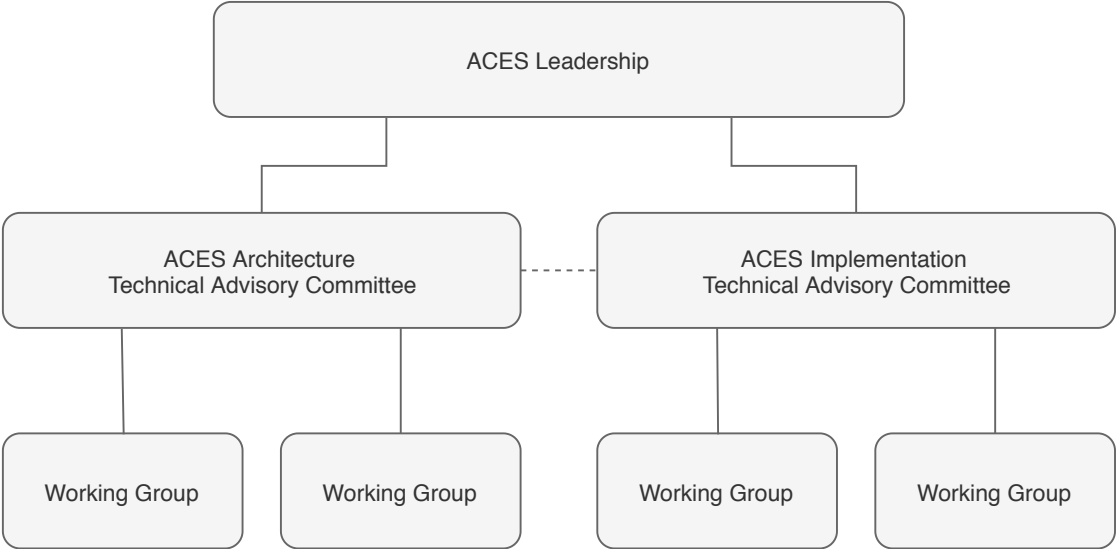 ACES Leadership
ACES Architecture
Technical Advisory Committee
ACES Implementation
Technical Advisory Committee
Working Group
Working Group
Working Group
Working Group